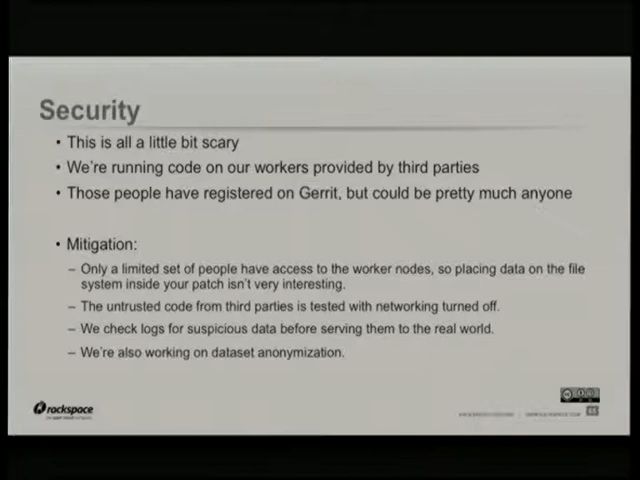 Security
• This is all a little bit scary
• We're running code on our workers provided by third parties
• Those people have registered on Gerrit, but could be pretty much anyone
• Mitigation:
– Only a limited set of people have access to the worker nodes, so placing data on the file
system inside your patch isn't very interesting.
– The untrusted code from third parties is tested with networking turned off.
– We check logs for suspicious data before serving them to the real world.
– We're also working on dataset anonymization.
rackspace